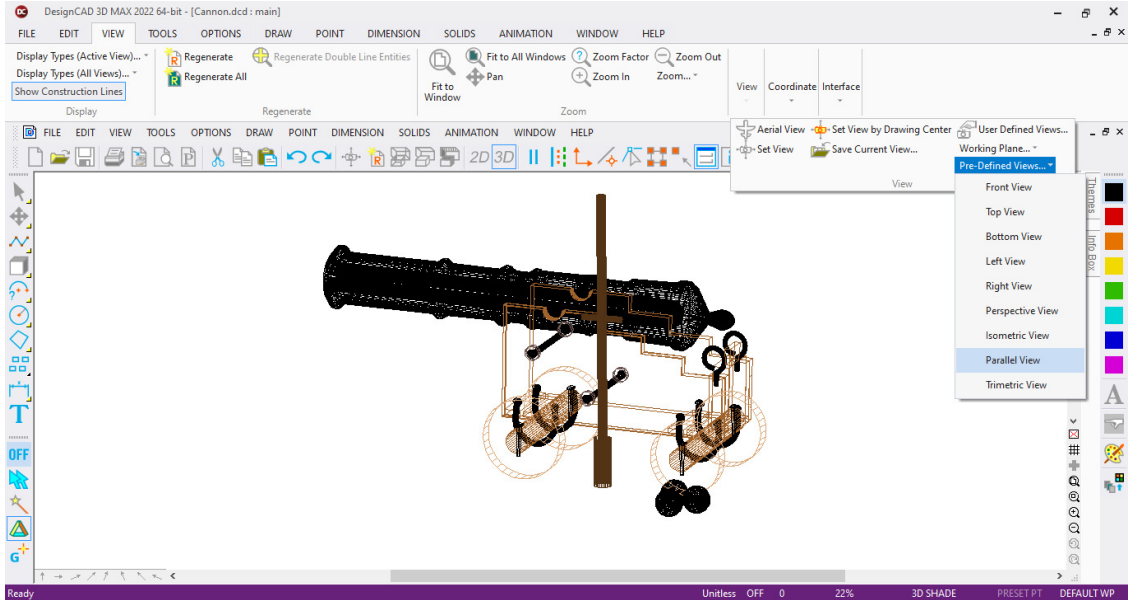 DesignCAD 3D MAX 2022 64-bit - [Cannon.dcd : main]
FILE EDIT VIEW TOOLS OPTIONS DRAW POINT DIMENSION SOLIDS ANIMATION WINDOW HELP
Display Types (Active View)...
Display Types (All Views)...
Show Construction Lines
Display
Regenerate
Regenerate Double Line Entities
Regenerate All
Regenerate
Fit to Window
Fit to All Windows
Zoom Factor
Zoom Out
Pan
Zoom In
Zoom...
Zoom
View
Coordinate
Interface
FILE EDIT VIEW TOOLS OPTIONS DRAW POINT DIMENSION SOLIDS ANIMATION WINDOW HELP
2D 3D
Aerial View
Set View by Drawing Center
User Defined Views...
Set View
Save Current View...
Working Plane...
Pre-Defined Views...
View
Front View
Top View
Bottom View
Left View
Right View
Perspective View
Isometric View
Parallel View
Trimetric View
Themes
Info Box
A
T
OFF
G
Ready
Unitless OFF 0 22% 3D SHADE PRESET PT DEFAULT WP